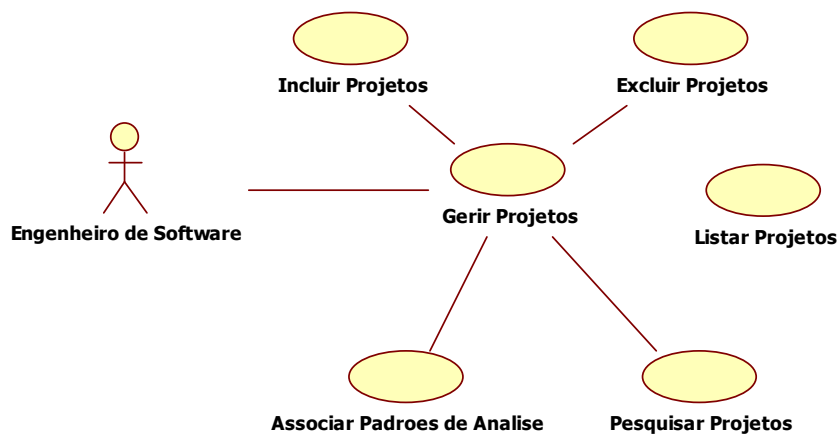 Incluir Projetos
Excluir Projetos
Engenheiro de Software
Gerir Projetos
Listar Projetos
Associar Padroes de Analise
Pesquisar Projetos